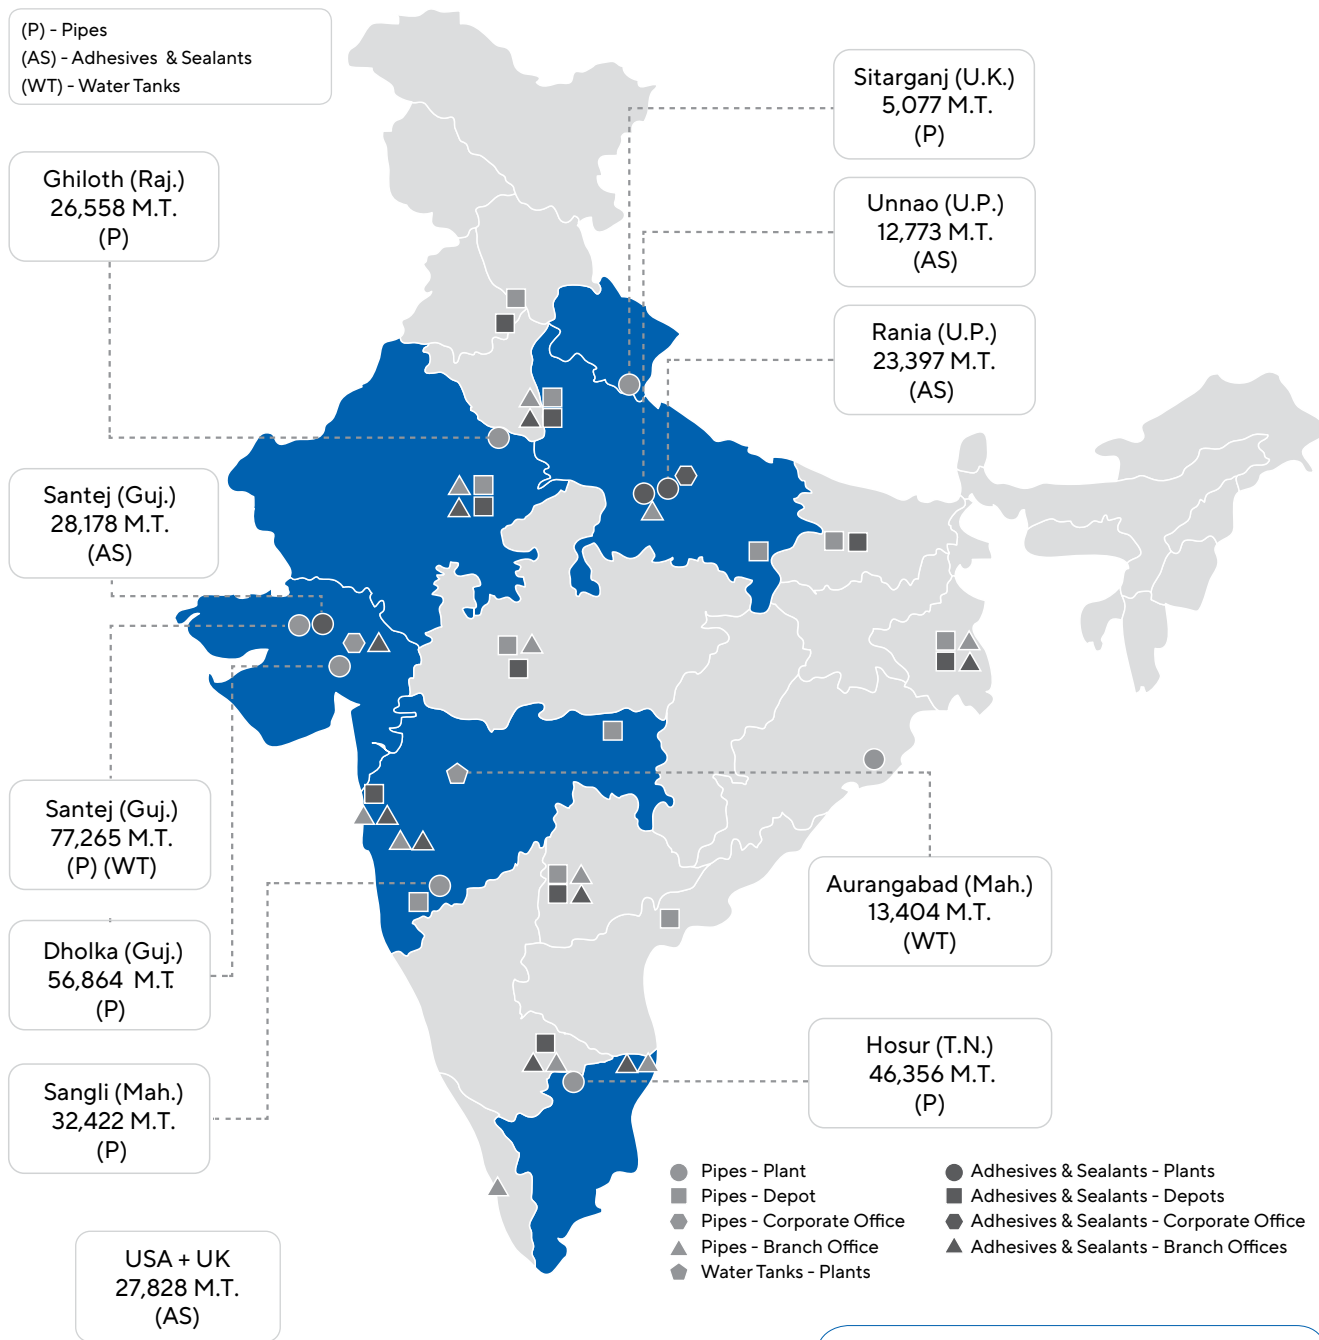 (P) - Pipes
(AS) - Adhesives & Sealants
(WT) - Water Tanks
Sitarganj (U.K.)
5,077 M.T.
(P)
Ghiloth (Raj.)
26,558 M.T.
(P)
Unnao (U.P.)
12,773 M.T.
(AS)
Rania (U.P.)
23,397 M.T.
(AS)
Santej (Guj.)
28,178 M.T.
(AS)
Santej (Guj.)
77,265 M.T.
(P) (WT)
Aurangabad (Mah.)
13,404 M.T.
(WT)
Dholka (Guj.)
56,864 M.T.
(P)
Hosur (T.N.)
46,356 M.T.
(P)
Sangli (Mah.)
32,422 M.T.
(P)
USA + UK
27,828 M.T.
(AS)
Pipes - Plant
Pipes - Depot
Pipes - Corporate Office
Pipes - Branch Office
Water Tanks - Plants
Adhesives & Sealants - Plants
Adhesives & Sealants - Depots
Adhesives & Sealants - Corporate Office
Adhesives & Sealants - Branch Offices